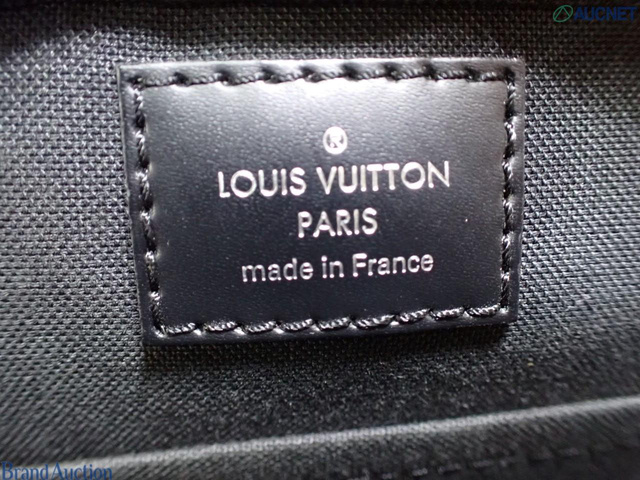 AUCNET
®
LOUIS VUITTON
PARIS
made in France
Brand Auction